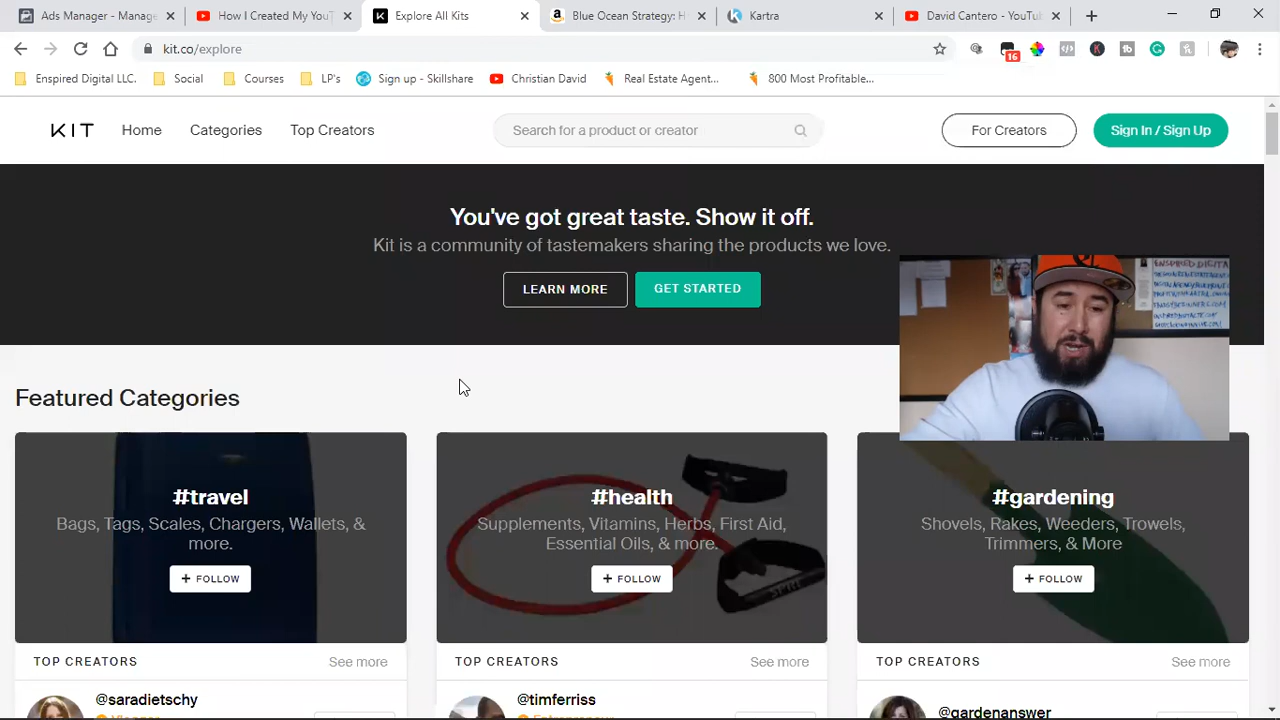 Ads Manager - Manage
How I Created My YouT
Explore All Kits
Blue Ocean Strategy: H
Kartra
David Cantero - YouTu
kit.co/explore
16
Enspired Digital LLC.
Social
Courses
LP's
Sign up - Skillshare
Christian David
Real Estate Agent...
800 Most Profitable...
KIT
Home
Categories
Top Creators
Search for a product or creator
For Creators
Sign In / Sign Up
You've got great taste. Show it off.
Kit is a community of tastemakers sharing the products we love.
LEARN MORE
GET STARTED
Featured Categories
#travel
Bags, Tags, Scales, Chargers, Wallets, &
more.
+ FOLLOW
#health
Supplements, Vitamins, Herbs, First Aid,
Essential Oils, & more.
+ FOLLOW
#gardening
Shovels, Rakes, Weeders, Trowels,
Trimmers, & More
+ FOLLOW
TOP CREATORS
See more
TOP CREATORS
See more
TOP CREATORS
See more
@saradietschy
@timferriss
@gardenanswer